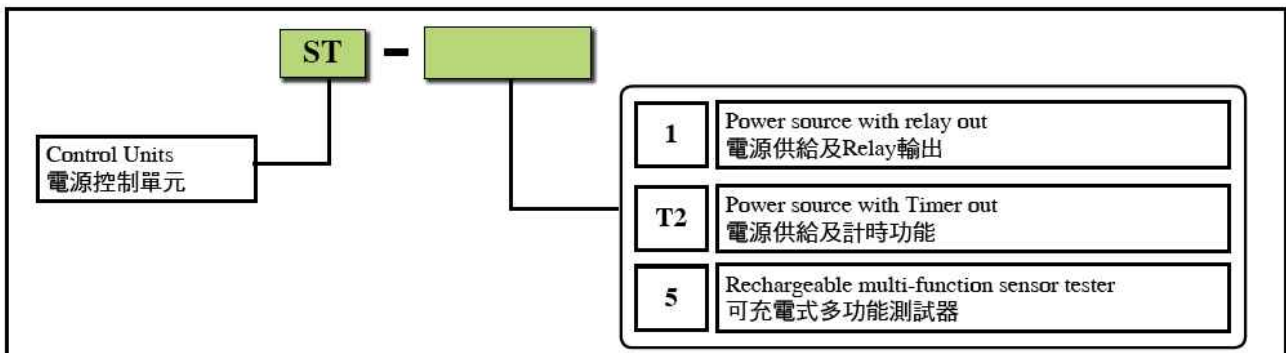 ST -
Control Units
電源控制單元
1
Power source with relay out
電源供給及Relay輸出
T2
Power source with Timer out
電源供給及計時功能
5
Rechargeable multi-function sensor tester
可充電式多功能測試器